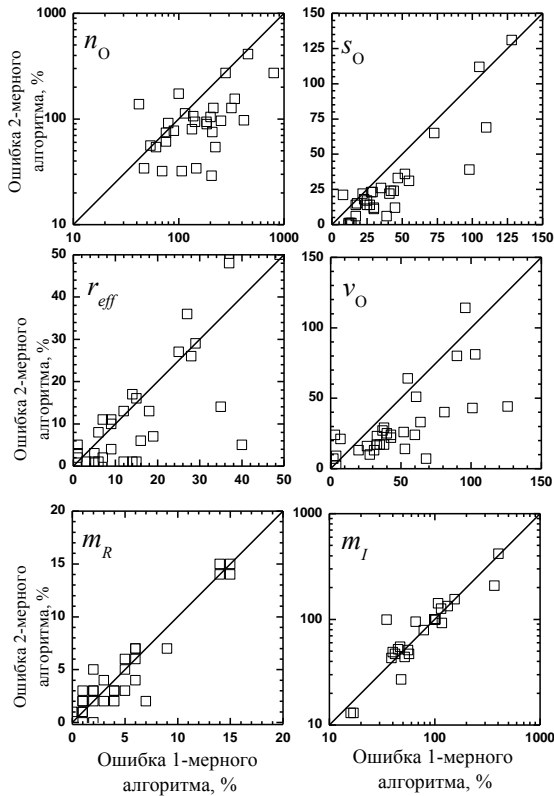 1000
n_O
100
10
10 100 1000
Ошибка 2-мерного
алгоритма, %
150
s_O
125
100
75
50
25
0
0 25 50 75 100 125 150
50
r_eff
40
30
20
10
0
0 10 20 30 40 50
Ошибка 2-мерного
алгоритма, %
150
v_O
100
50
0
0 50 100 150
20
m_R
15
10
5
0
0 5 10 15 20
Ошибка 2-мерного
алгоритма, %
Ошибка 1-мерного
алгоритма, %
1000
m_I
100
10
10 100 1000
Ошибка 1-мерного
алгоритма, %